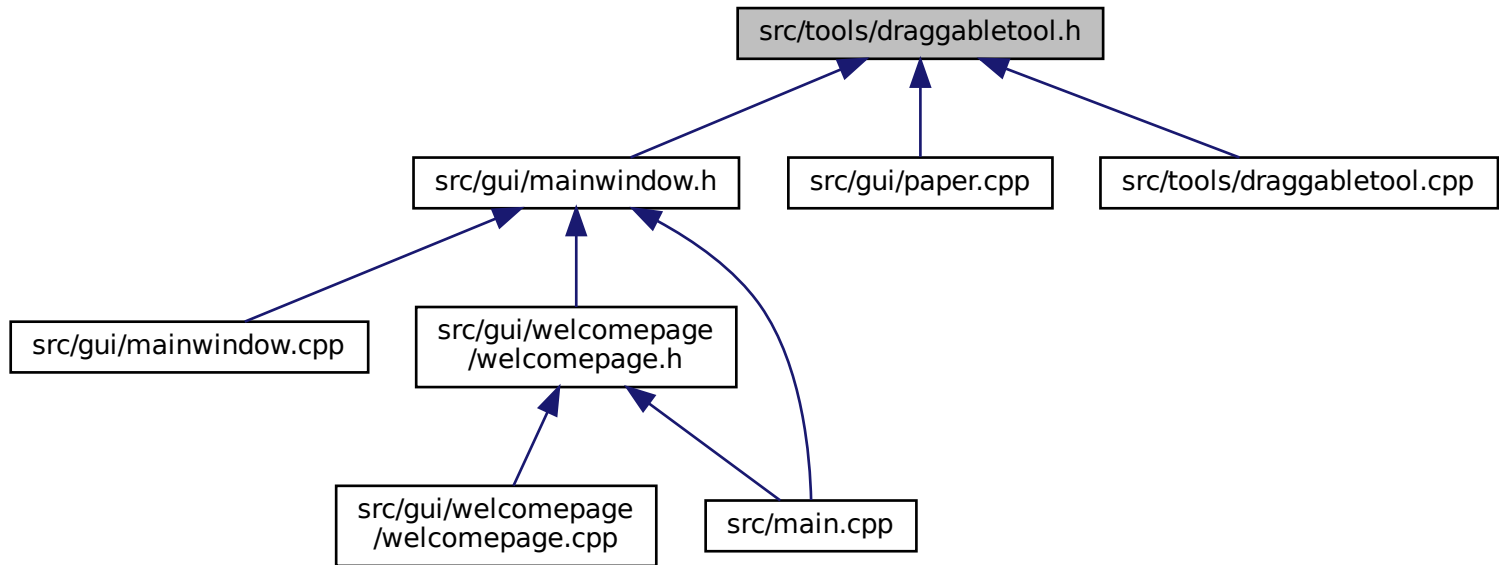 src/tools/draggabletool.h
src/gui/mainwindow.h
src/gui/paper.cpp
src/tools/draggabletool.cpp
src/gui/mainwindow.cpp
src/gui/welcomepage
/welcomepage.h
src/gui/welcomepage
/welcomepage.cpp
src/main.cpp